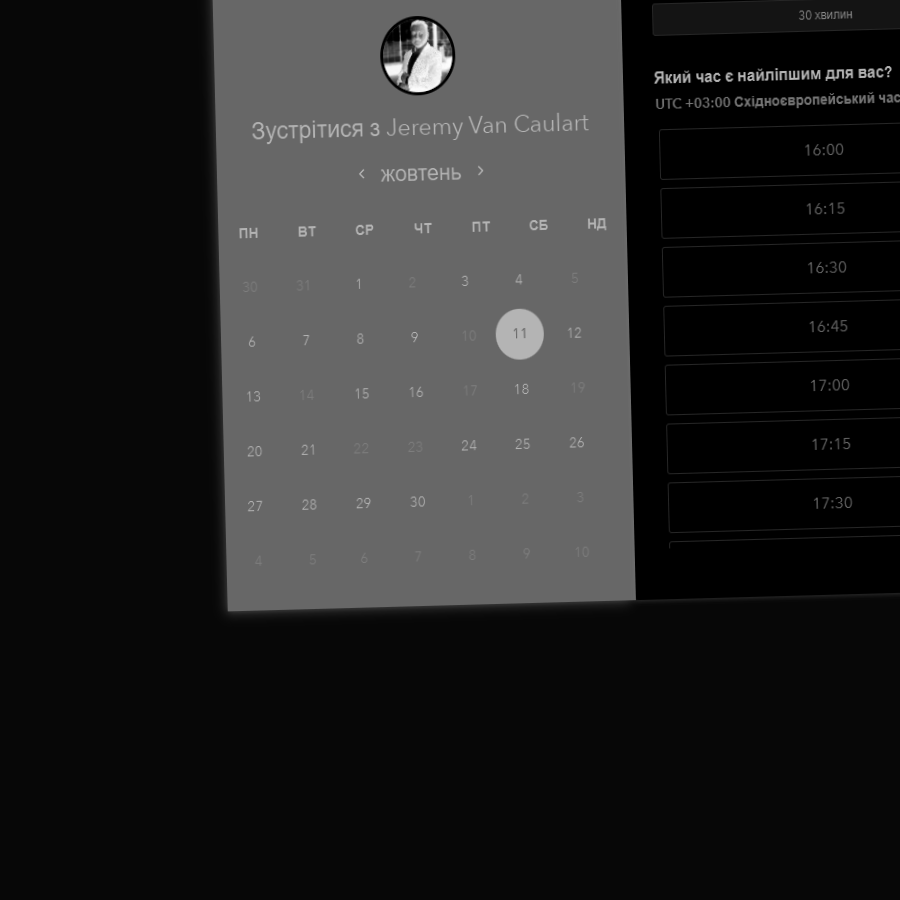 Зустрітися з Jeremy Van Caulart
‹ жовтень ›
ПН ВТ СР ЧТ ПТ СБ НД
30 31 1 2 3 4 5
6 7 8 9 10 11 12
13 14 15 16 17 18 19
20 21 22 23 24 25 26
27 28 29 30 1 2 3
4 5 6 7 8 9 10
30 хвилин
Який час є найліпшим для вас?
UTC +03:00 Східноєвропейський час
16:00
16:15
16:30
16:45
17:00
17:15
17:30